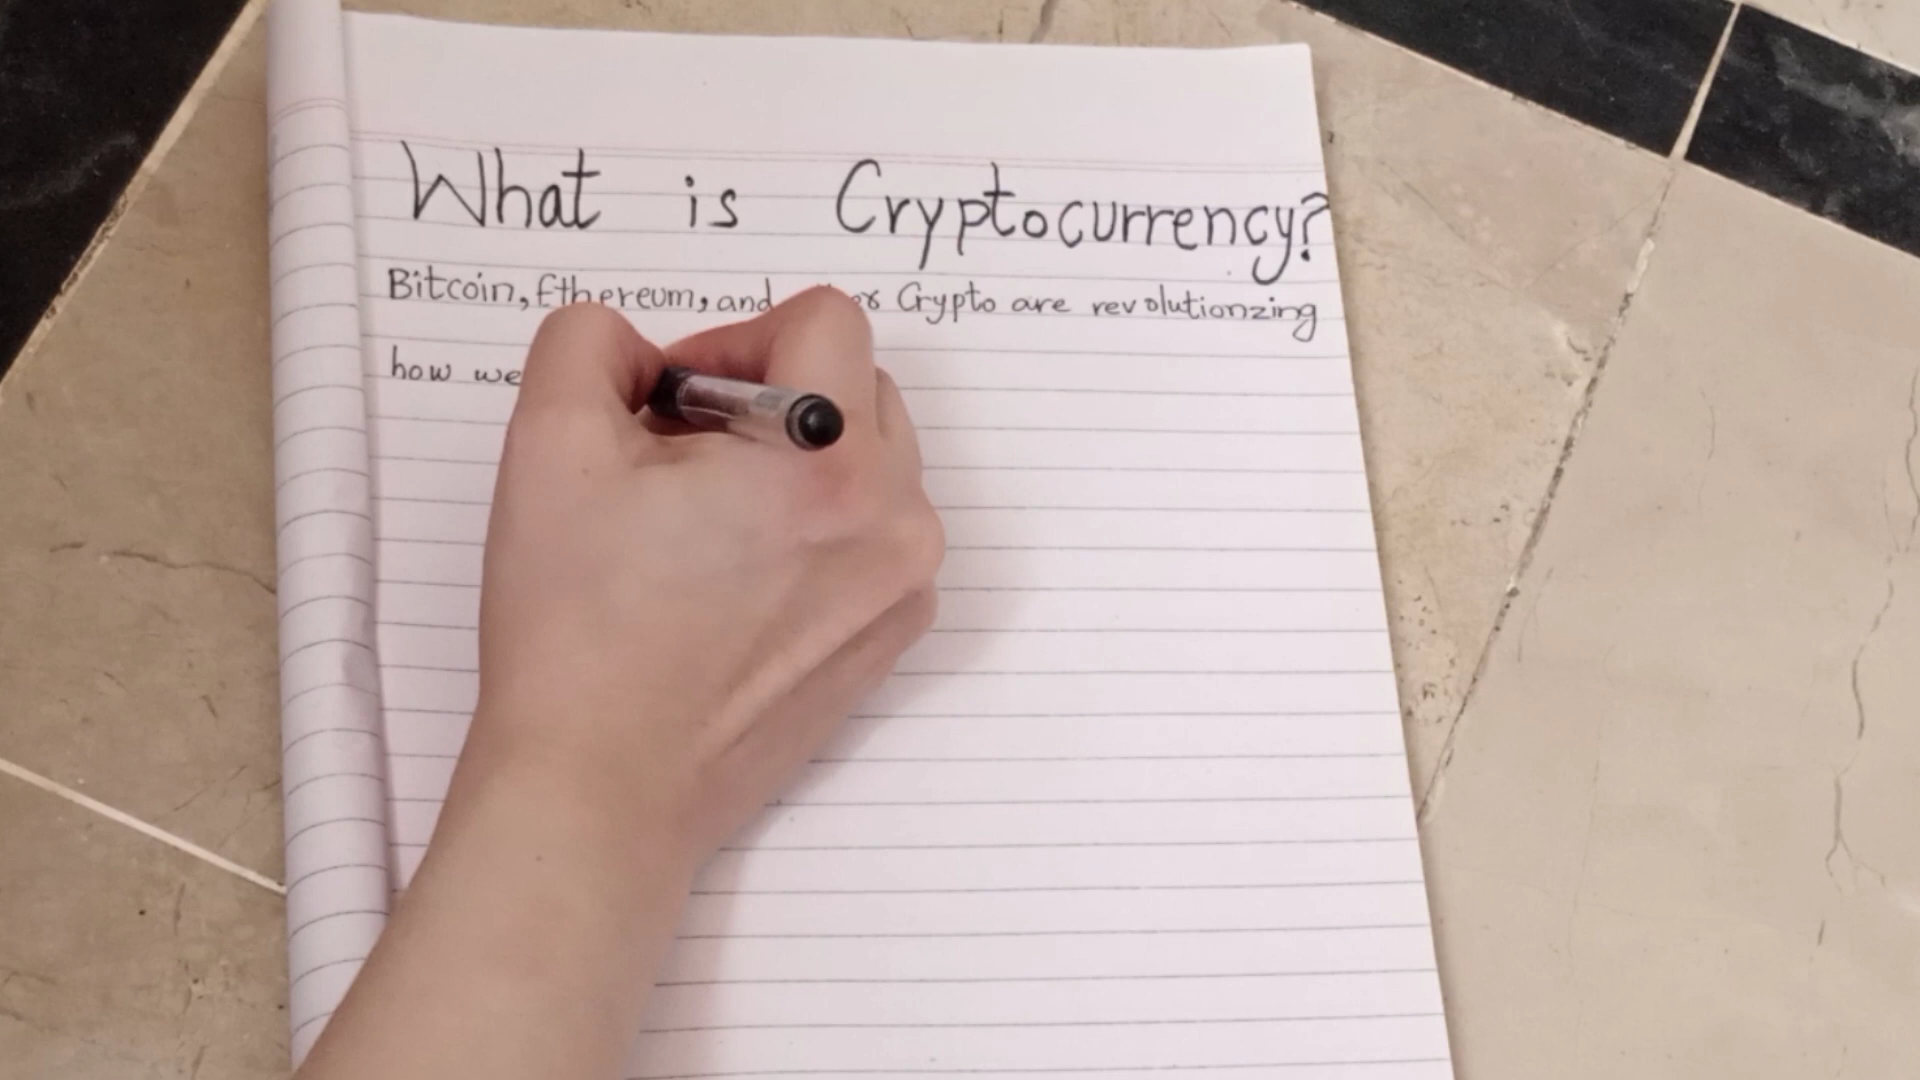 What is Cryptocurrency?
Bitcoin, Ethereum, and Crypto are revolutionzing
how we